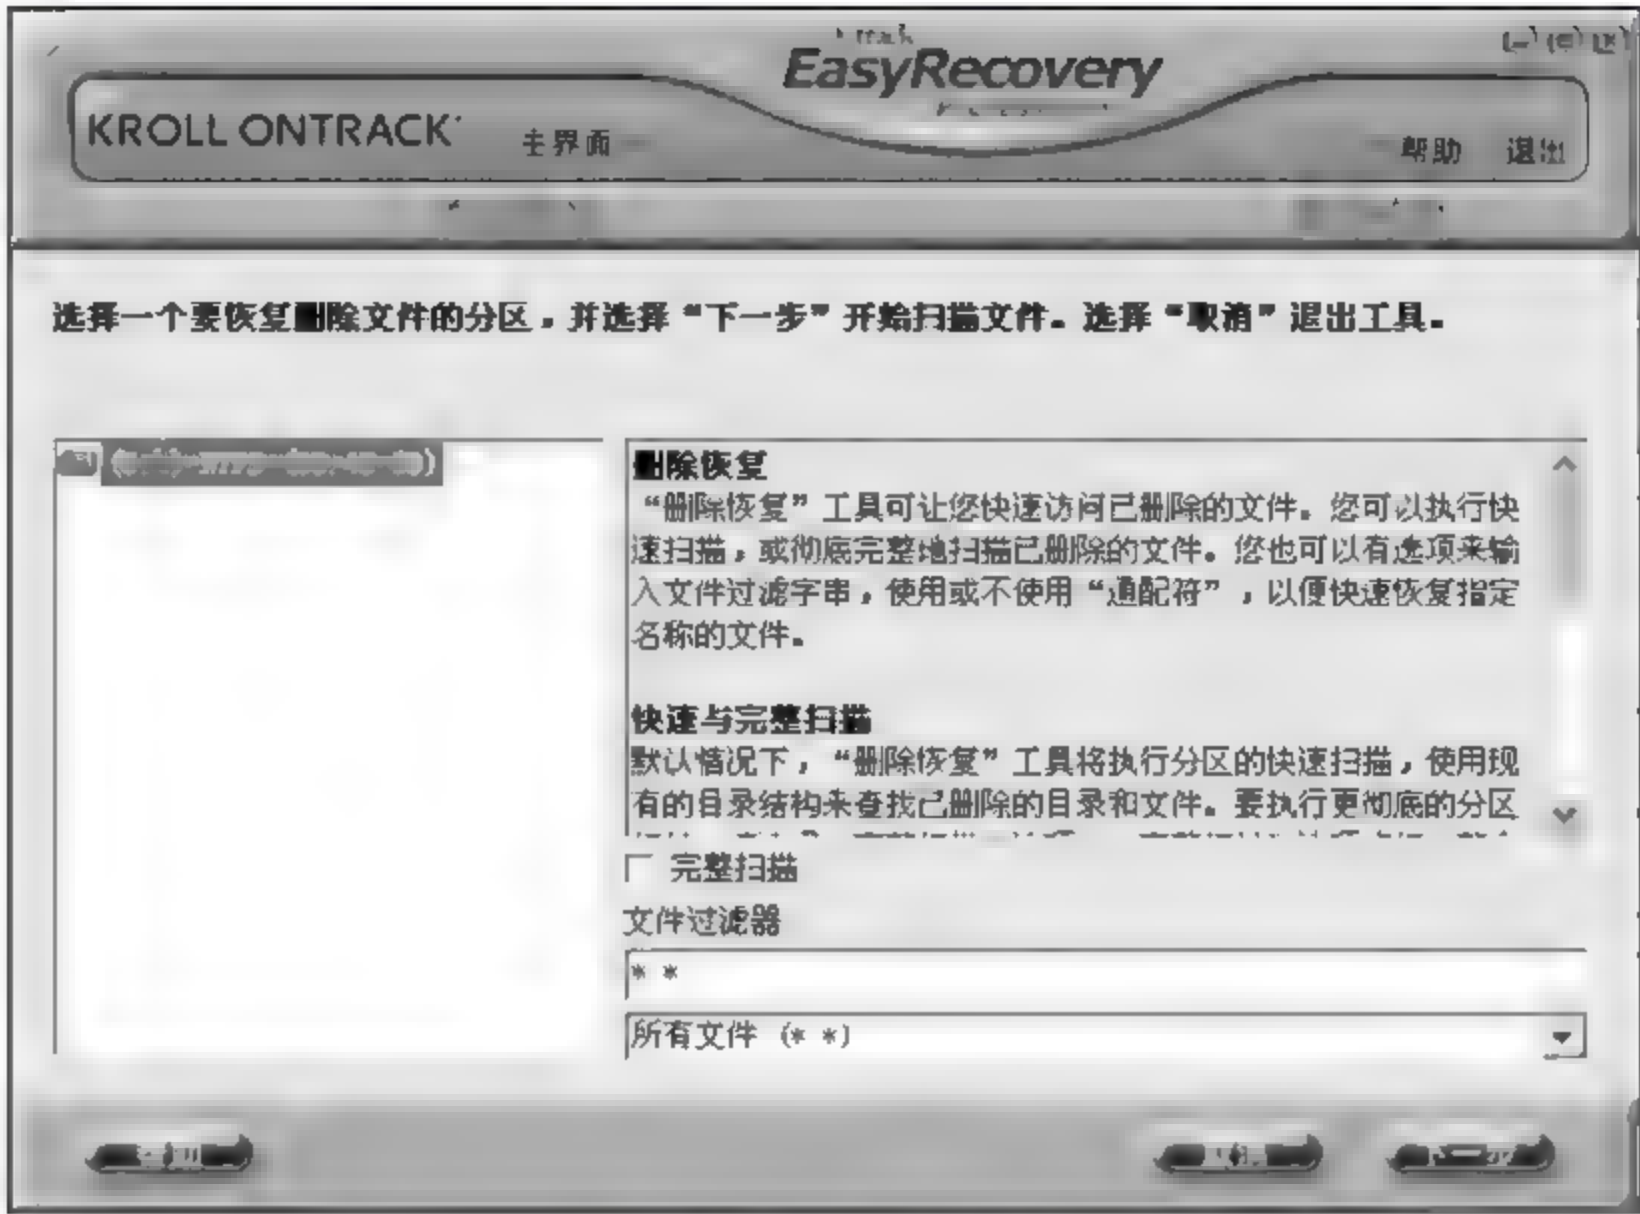 EasyRecovery
KROLL ONTRACK
主界面
帮助 退出
选择一个要恢复删除文件的分区，并选择“下一步”开始扫描文件。选择“取消”退出工具。
删除恢复
“删除恢复”工具可让您快速访问已删除的文件。您可以执行快
速扫描，或彻底完整地扫描已删除的文件。您也可以有选项来输
入文件过滤字串，使用或不使用“通配符”，以便快速恢复指定
名称的文件。
快速与完整扫描
默认情况下，“删除恢复”工具将执行分区的快速扫描，使用现
有的目录结构来查找已删除的目录和文件。要执行更彻底的分区
完整扫描
文件过滤器
* *
所有文件 (* *)